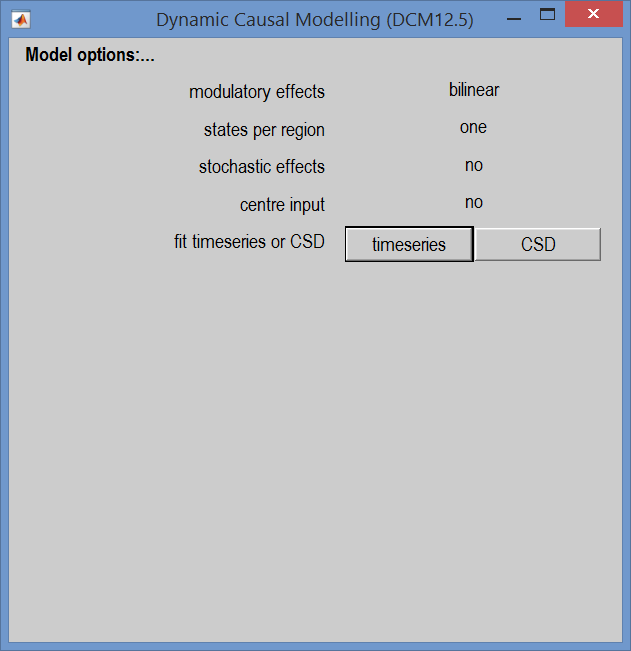 Dynamic Causal Modelling (DCM12.5)
Model options:...
modulatory effects bilinear
states per region one
stochastic effects no
centre input no
fit timeseries or CSD timeseries CSD